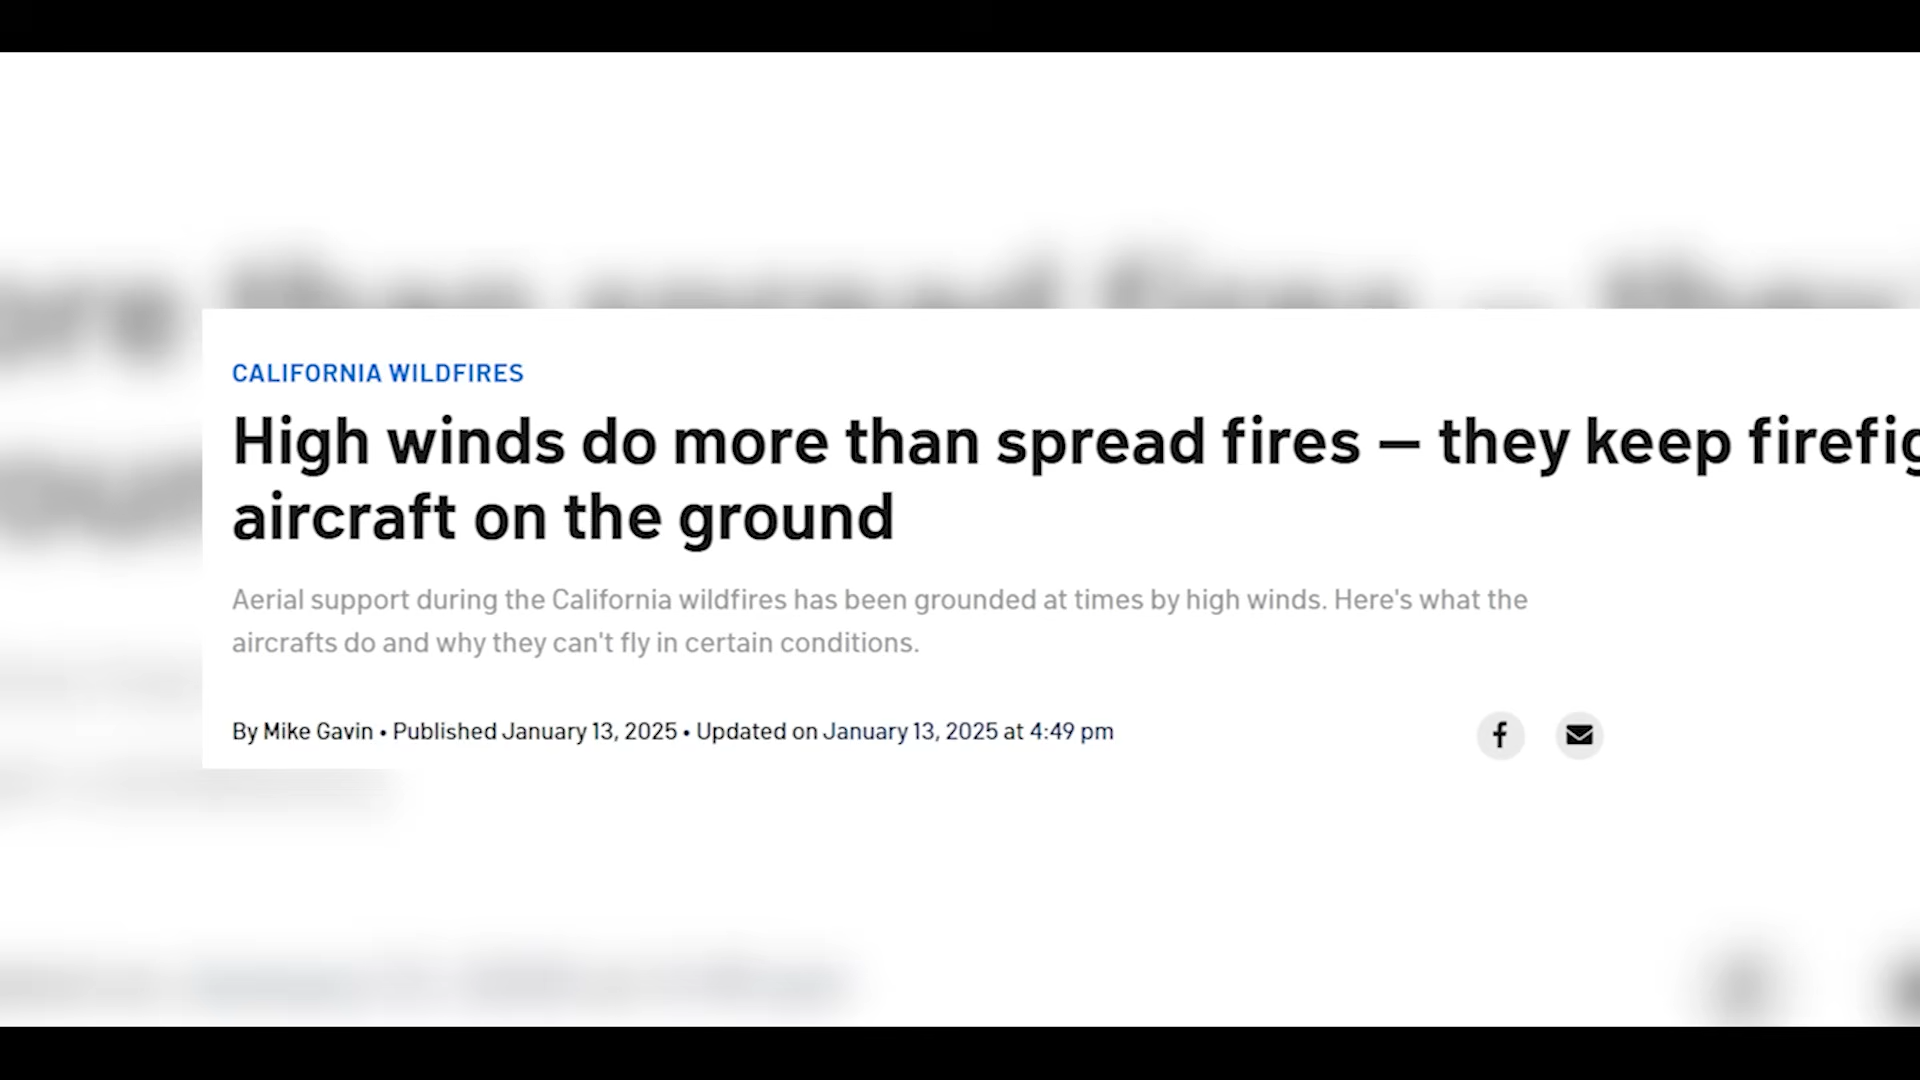 CALIFORNIA WILDFIRES
High winds do more than spread fires — they keep
aircraft on the ground
Aerial support during the California wildfires has been grounded at times by high winds. Here's what the
aircrafts do and why they can't fly in certain conditions.
By Mike Gavin • Published January 13, 2025 • Updated on January 13, 2025 at 4:49 pm